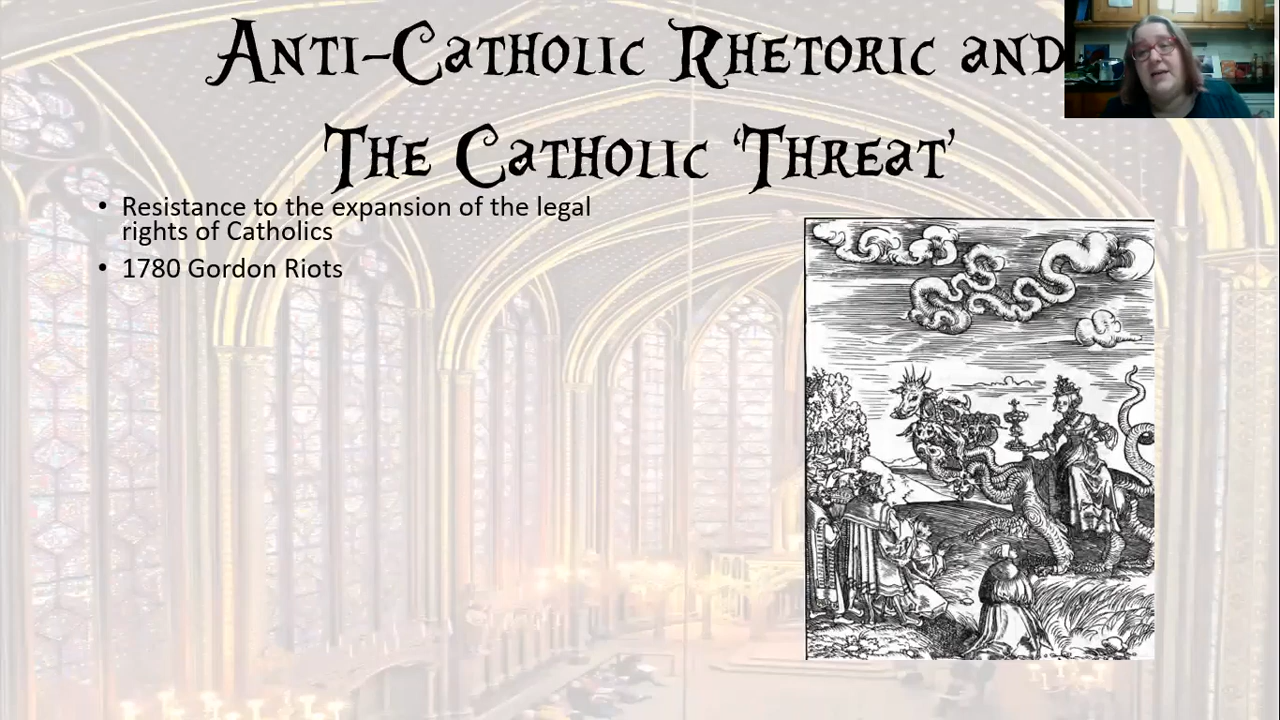 Anti-Catholic Rhetoric and
The Catholic ‘Threat’
• Resistance to the expansion of the legal
rights of Catholics
• 1780 Gordon Riots